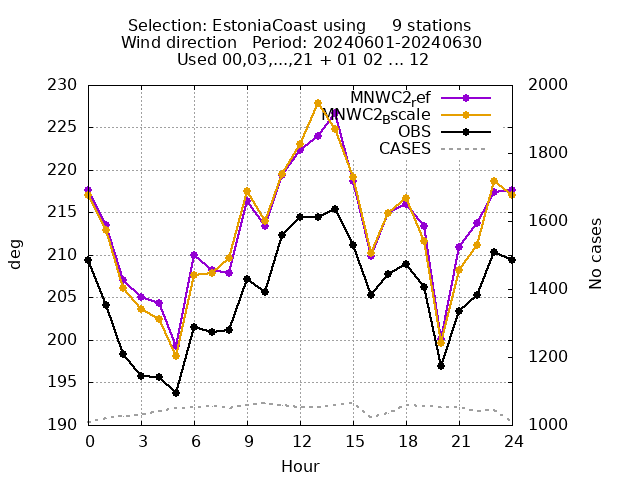 Selection: EstoniaCoast using 9 stations
Wind direction Period: 20240601-20240630
Used 00,03,...,21 + 01 02 ... 12
230 2000
MNWC2ref
225 MNWC2Bscale
OBS
CASES
1800
220
215 1600
deg 210 No cases
205 1400
200
1200
195
190 1000
0 3 6 9 12 15 18 21 24
Hour